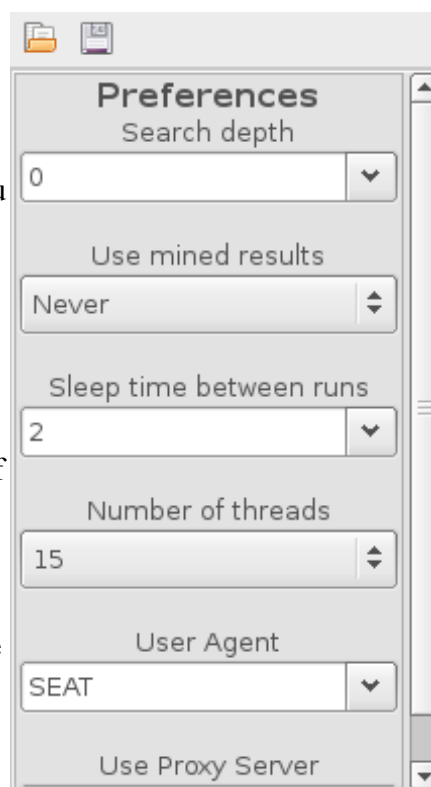 Preferences
Search depth
0
Use mined results
Never
Sleep time between runs
2
Number of threads
15
User Agent
SEAT
Use Proxy Server